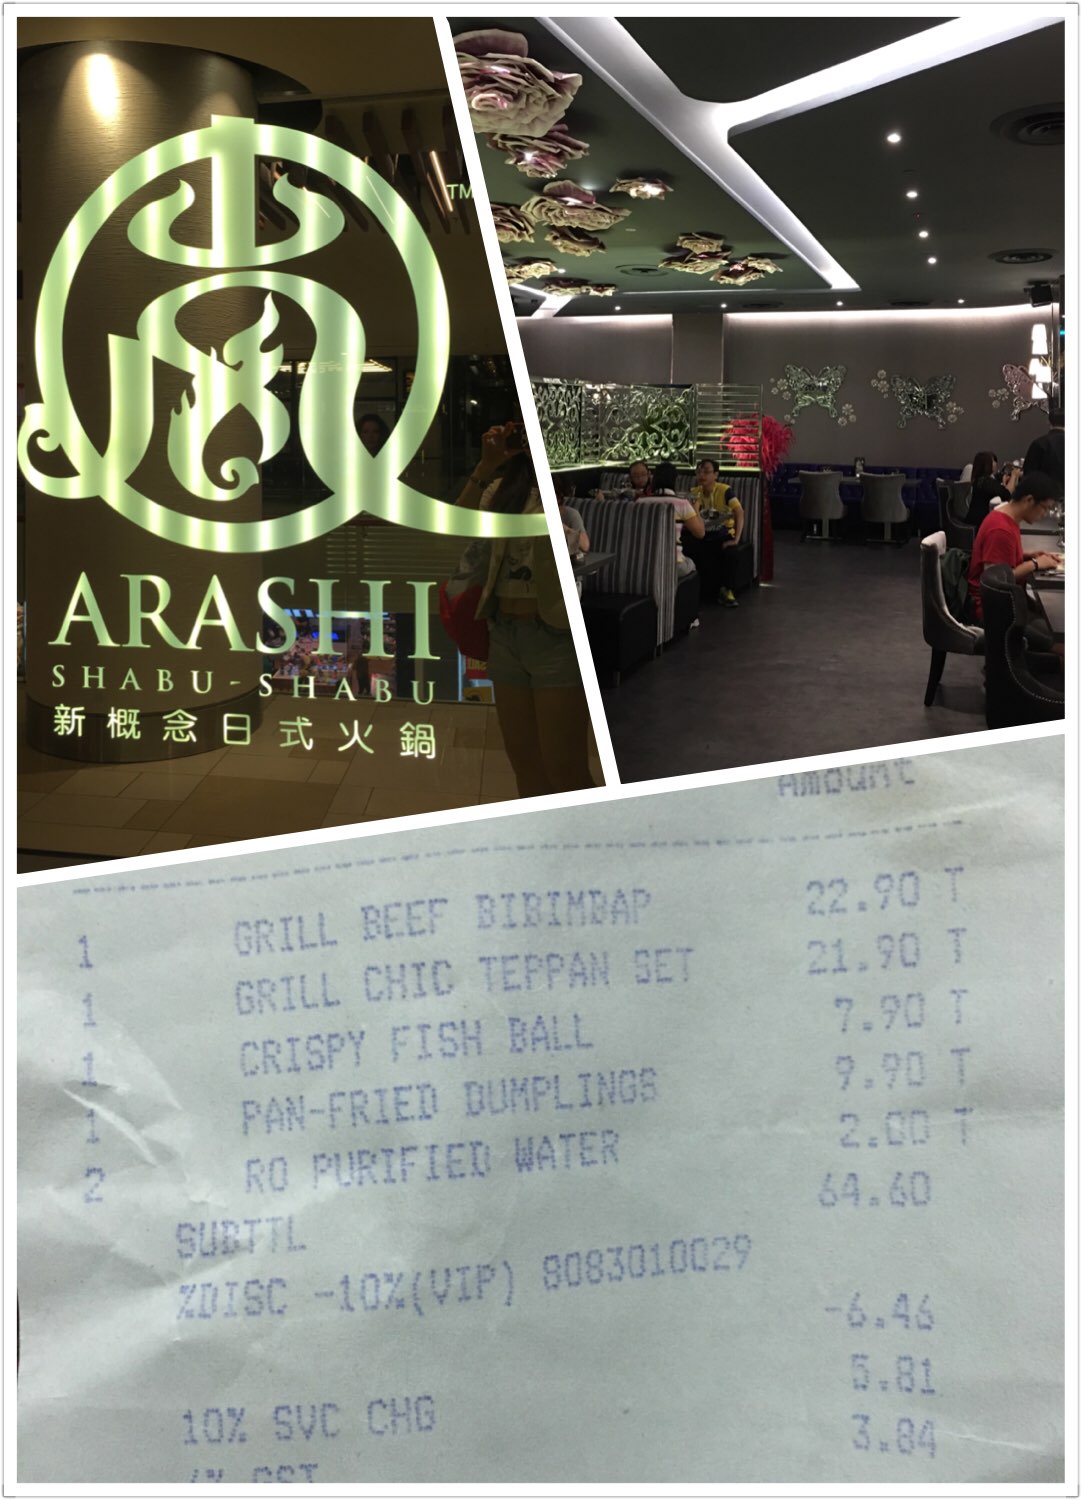 TM
ARASHI
SHABU-SHABU
新概念日式火鍋
Amount
1 GRILL BEEF BIBIMBAP 22.90 T
1 GRILL CHIC TEPPAN SET 21.90 T
1 CRISPY FISH BALL 7.90 T
1 PAN-FRIED DUMPLINGS 9.90 T
2 RO PURIFIED WATER 2.00 T
SUBTTL 64.60
%DISC -10%(VIP) 8083010029
-6.46
10% SVC CHG 5.81
GST 3.84